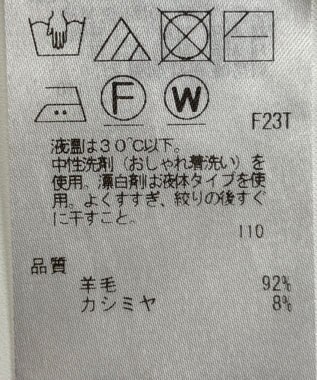 F W
F23T
液温は30℃以下。
中性洗剤(おしゃれ着洗い)を
使用。漂白剤は液体タイプを使
用。よくすすぎ、絞りの後すぐ
に干すこと。
110
品質
羊毛 92%
カシミヤ 8%